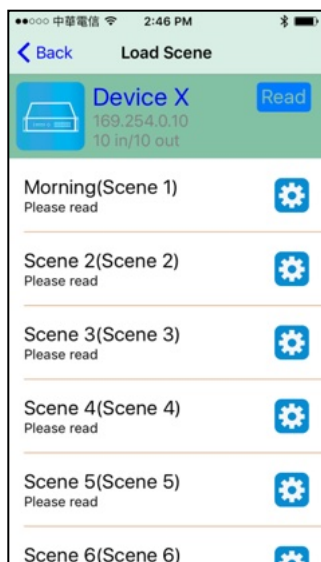 中華電信 2:46 PM
Back Load Scene
Device X Read
169.254.0.10
10 in/10 out
Morning(Scene 1)
Please read
Scene 2(Scene 2)
Please read
Scene 3(Scene 3)
Please read
Scene 4(Scene 4)
Please read
Scene 5(Scene 5)
Please read
Scene 6(Scene 6)